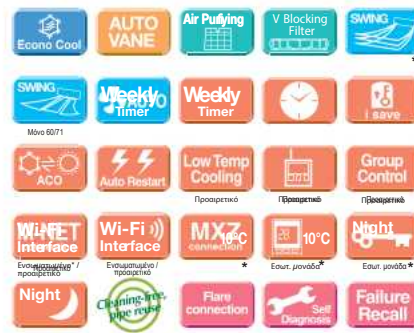 Econo Cool
AUTO
VANE
Air Purifying
V Blocking
Filter
SWING
*
SWING
Weekly
Timer
Weekly
Timer
i save
Μόνο 60/71
ACO
Auto Restart
Low Temp
Cooling
Group
Control
Προαιρετικό
Προαιρετικό
Προαιρετικό
Wi-Fi
Interface
Wi-Fi
Interface
MXZ
connection
10°C
Night
Ενσωματωμένο* /
προαιρετικό
Ενσωματωμένο /
προαιρετικό
*
Εσωτ. μονάδα*
Εσωτ. μονάδα*
Night
Cleaning-free,
pipe reuse
Flare
connection
Self
Diagnosis
Failure
Recall